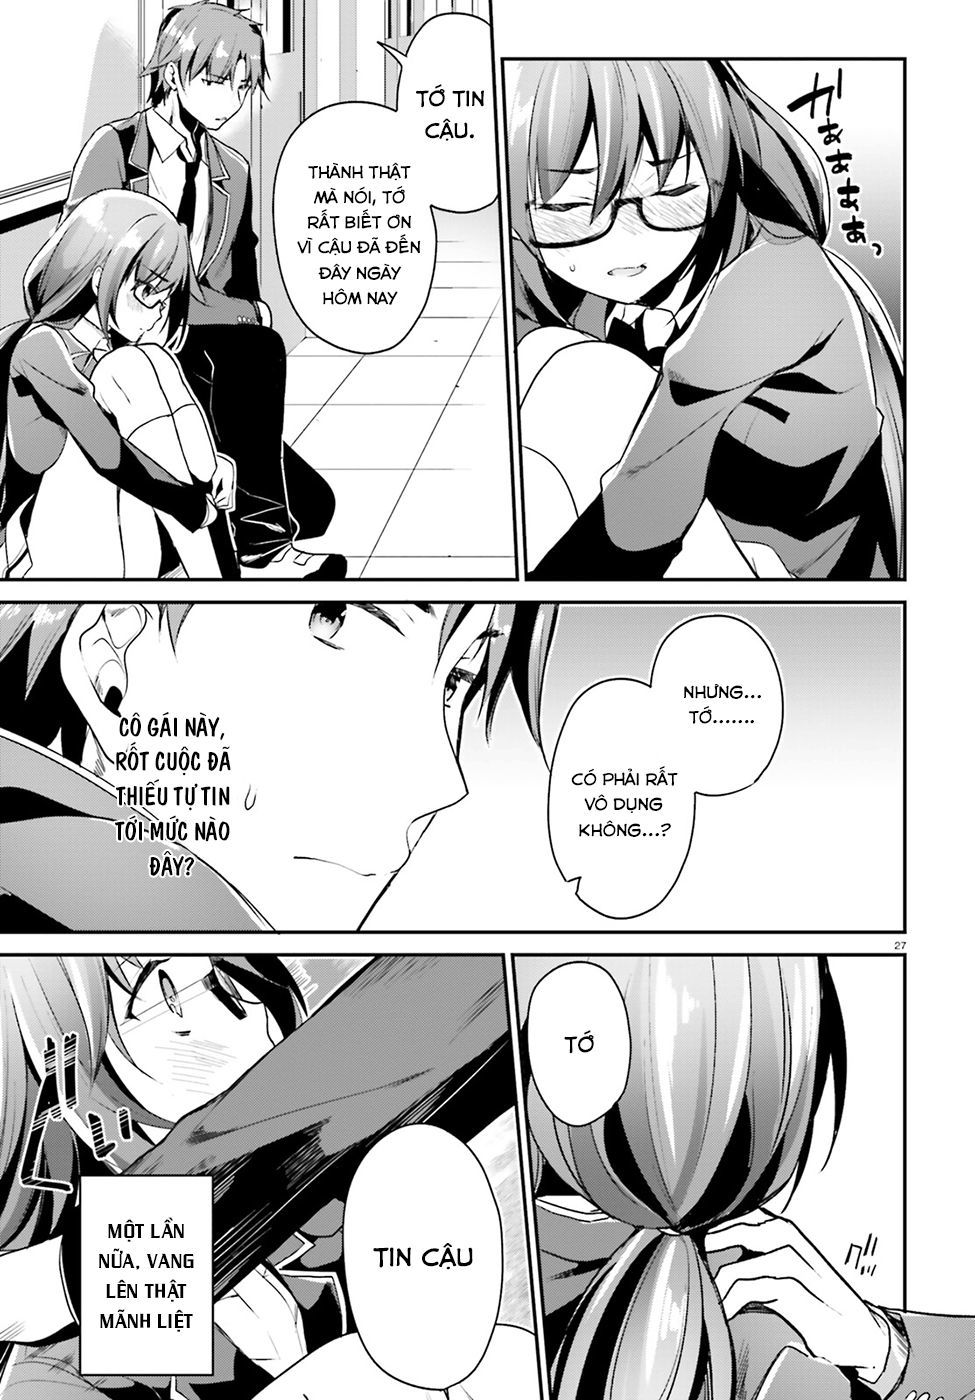 かぁぁぁぁぁっ
TỚ TIN
CẬU.
THÀNH THẬT
MÀ NÓI, TỚ
RẤT BIẾT ƠN
VÌ CẬU ĐÃ ĐẾN
ĐÂY NGÀY
HÔM NAY
NHƯNG...
TỚ.......
CÓ PHẢI RẤT
VÔ DỤNG
KHÔNG...?
CÔ GÁI NÀY,
RỐT CUỘC ĐÃ
THIẾU TỰ TIN
TỚI MỨC NÀO
ĐÂY?
27
TỚ
TIN CẬU
MỘT LẦN
NỮA, VANG
LÊN THẬT
MÃNH LIỆT